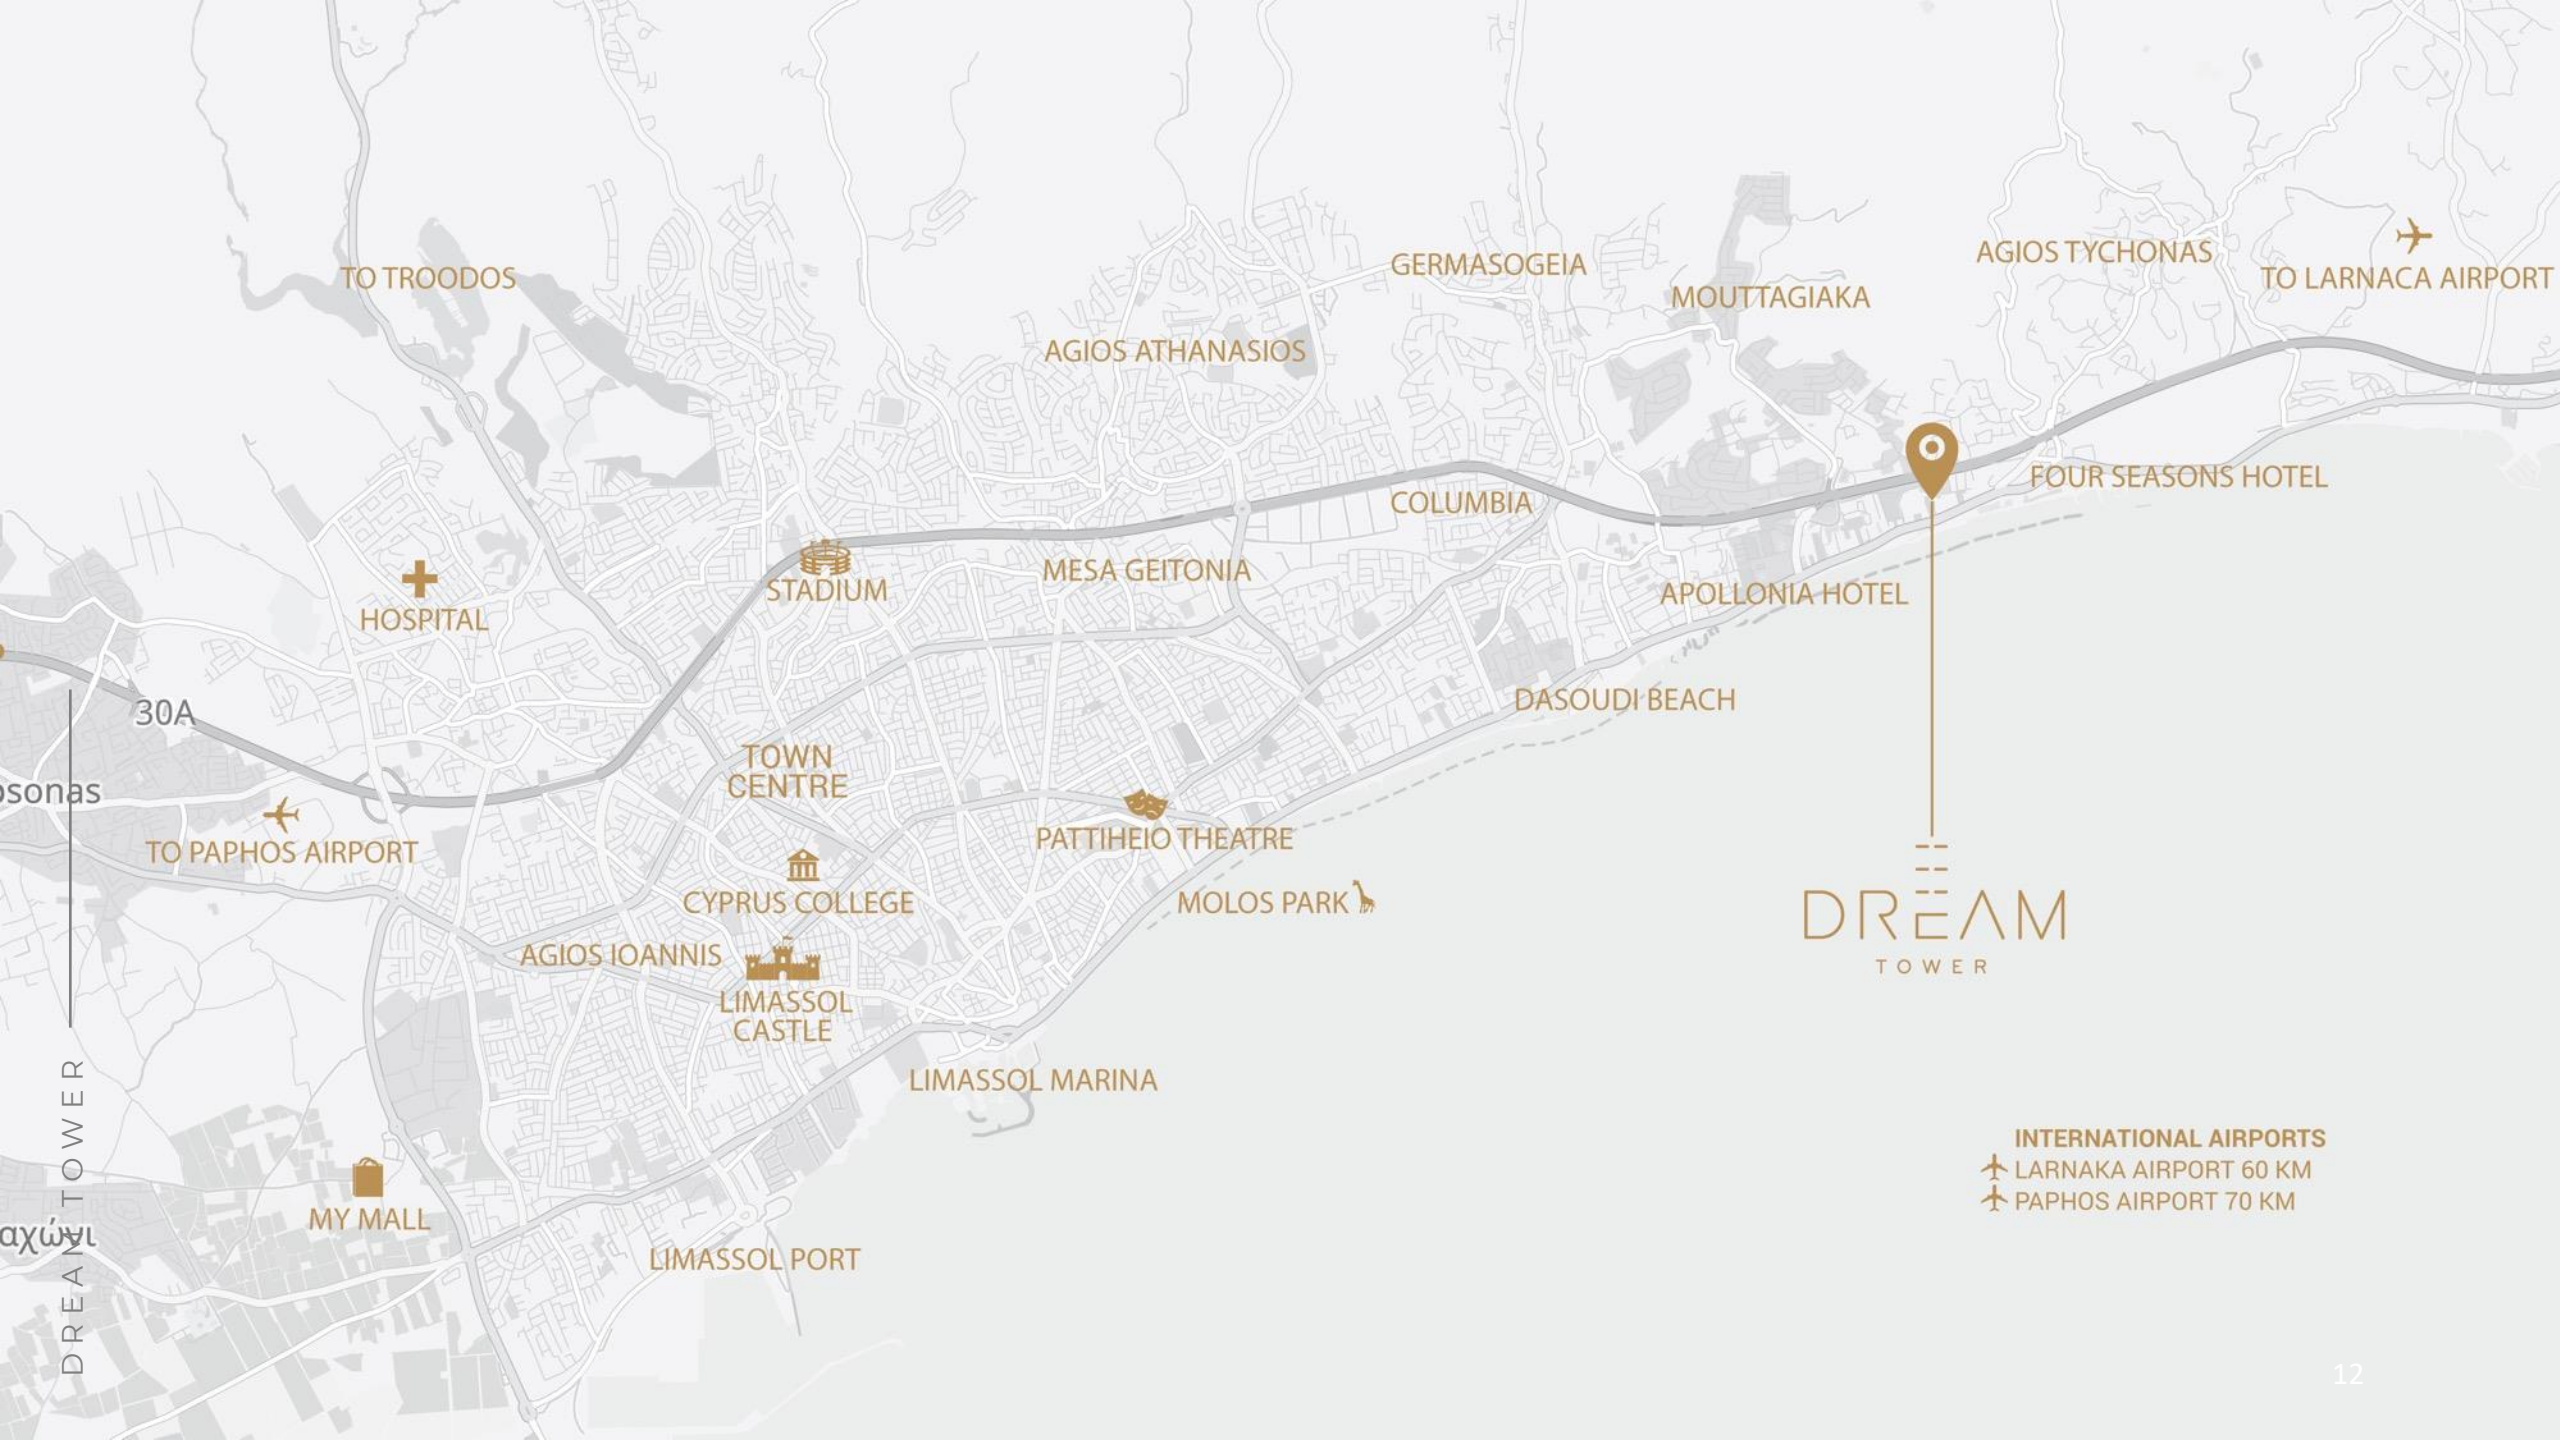 AGIOS TYCHONAS
GERMASOGEIA
TO TROODOS
TO LARNACA AIRPORT
MOUTTAGIAKA
AGIOS ATHANASIOS
FOUR SEASONS HOTEL
COLUMBIA
MESA GEITONIA
STADIUM
APOLLONIA HOTEL
HOSPITAL
DASOUDI BEACH
30A
TOWN
CENTRE
osonas
PATTIHEIO THEATRE
TO PAPHOS AIRPORT
CYPRUS COLLEGE
MOLOS PARK
DREAM
TOWER
AGIOS IOANNIS
LIMASSOL
CASTLE
LIMASSOL MARINA
INTERNATIONAL AIRPORTS
LARNAKA AIRPORT 60 KM
PAPHOS AIRPORT 70 KM
MY MALL
αχώνι
LIMASSOL PORT
DREAM TOWER
12